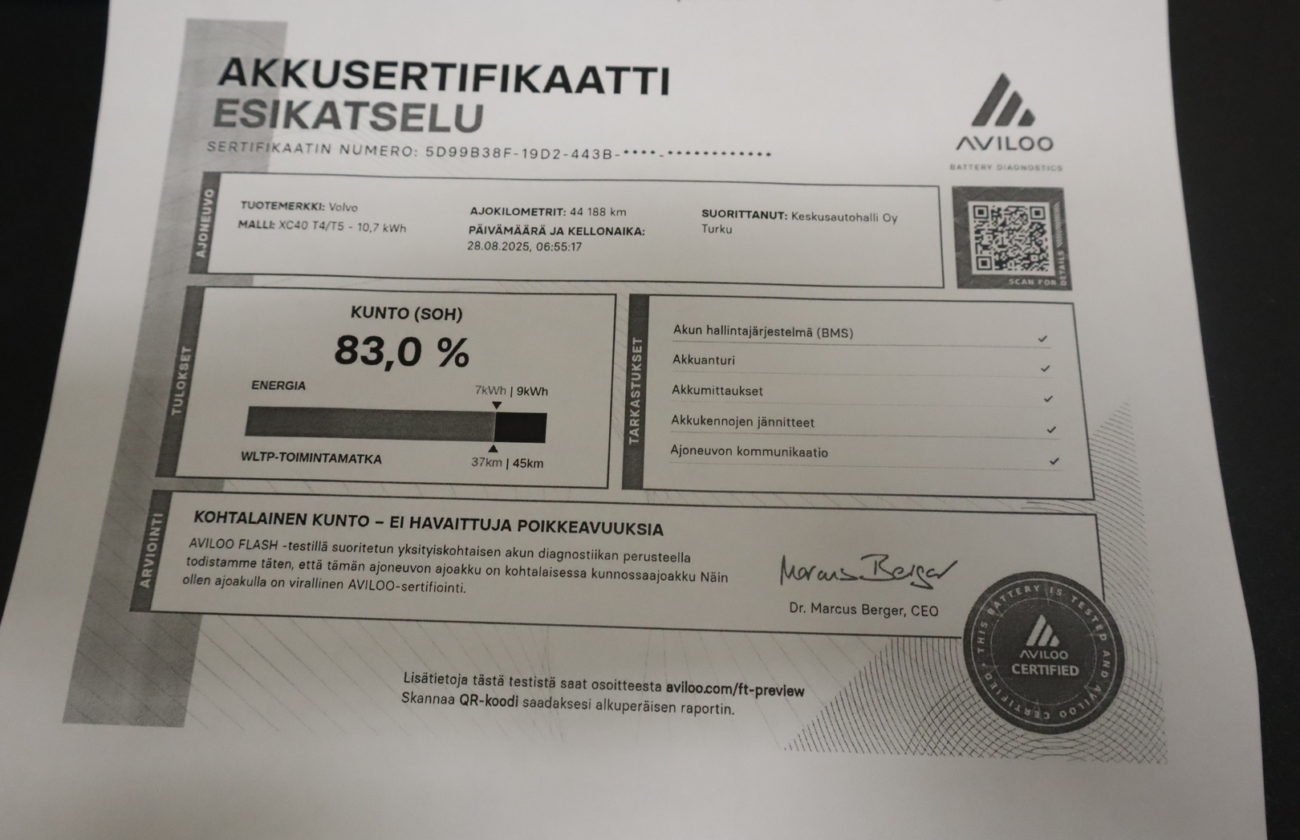 AKKUSERTIFIKAATTI
ESIKATSELU
SERTIFIKAATIN NUMERO: 5D99B38F-19D2-443B-••••-••••••••••••
AVILOO
BATTERY DIAGNOSTICS
AJONEUVO
TUOTEMERKKI: Volvo
MALLI: XC40 T4/T5 - 10,7 kWh
AJOKILOMETRIT: 44 188 km
PÄIVÄMÄÄRÄ JA KELLONAIKA:
28.08.2025, 06:55:17
SUORITTANUT: Keskusautohalli Oy
Turku
SCAN FOR DETAILS
TULOKSET
KUNTO (SOH)
83,0 %
ENERGIA
7kWh | 9kWh
WLTP-TOIMINTAMATKA
37km | 45km
TARKASTUKSET
Akun hallintajärjestelmä (BMS)
Akkuanturi
Akkumittaukset
Akkukennojen jännitteet
Ajoneuvon kommunikaatio
ARVIOINTI
KOHTALAINEN KUNTO – EI HAVAITTUJA POIKKEAVUUKSIA
AVILOO FLASH -testillä suoritetun yksityiskohtaisen akun diagnostiikan perusteella
todistamme täten, että tämän ajoneuvon ajoakku on kohtalaisessa kunnossaajoakku Näin
ollen ajoakulla on virallinen AVILOO-sertifiointi.
Marcus Berger
Dr. Marcus Berger, CEO
THIS BATTERY IS TESTED AND AVILOO CERTIFIED
AVILOO
CERTIFIED
Lisätietoja tästä testistä saat osoitteesta aviloo.com/ft-preview
Skannaa QR-koodi saadaksesi alkuperäisen raportin.